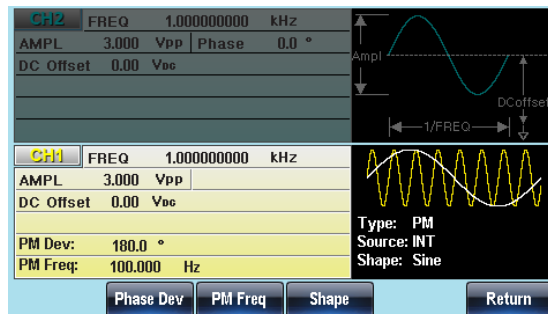 CH2 FREQ 1.000000000 kHz
AMPL 3.000 Vpp Phase 0.0 °
DC Offset 0.00 VDC
Ampl
DCoffset
1/FREQ
CH1 FREQ 1.000000000 kHz
AMPL 3.000 Vpp
DC Offset 0.00 VDC
PM Dev: 180.0 °
PM Freq: 100.000 Hz
Type: PM
Source: INT
Shape: Sine
Phase Dev PM Freq Shape Return